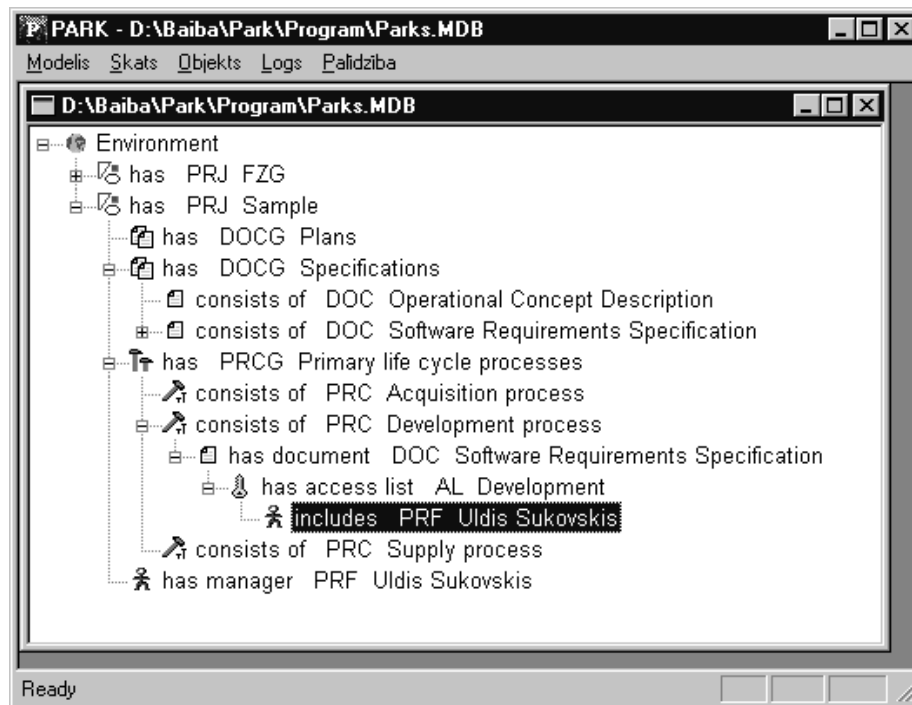 PARK - D:\Baiba\Park\Program\Parks.MDB
Modelis Skats Objekts Logs Palīdzība
D:\Baiba\Park\Program\Parks.MDB
Environment
has PRJ FZG
has PRJ Sample
has DOCG Plans
has DOCG Specifications
consists of DOC Operational Concept Description
consists of DOC Software Requirements Specification
has PRCG Primary life cycle processes
consists of PRC Acquisition process
consists of PRC Development process
has document DOC Software Requirements Specification
has access list AL Development
includes PRF Uldis Sukovskis
consists of PRC Supply process
has manager PRF Uldis Sukovskis
Ready